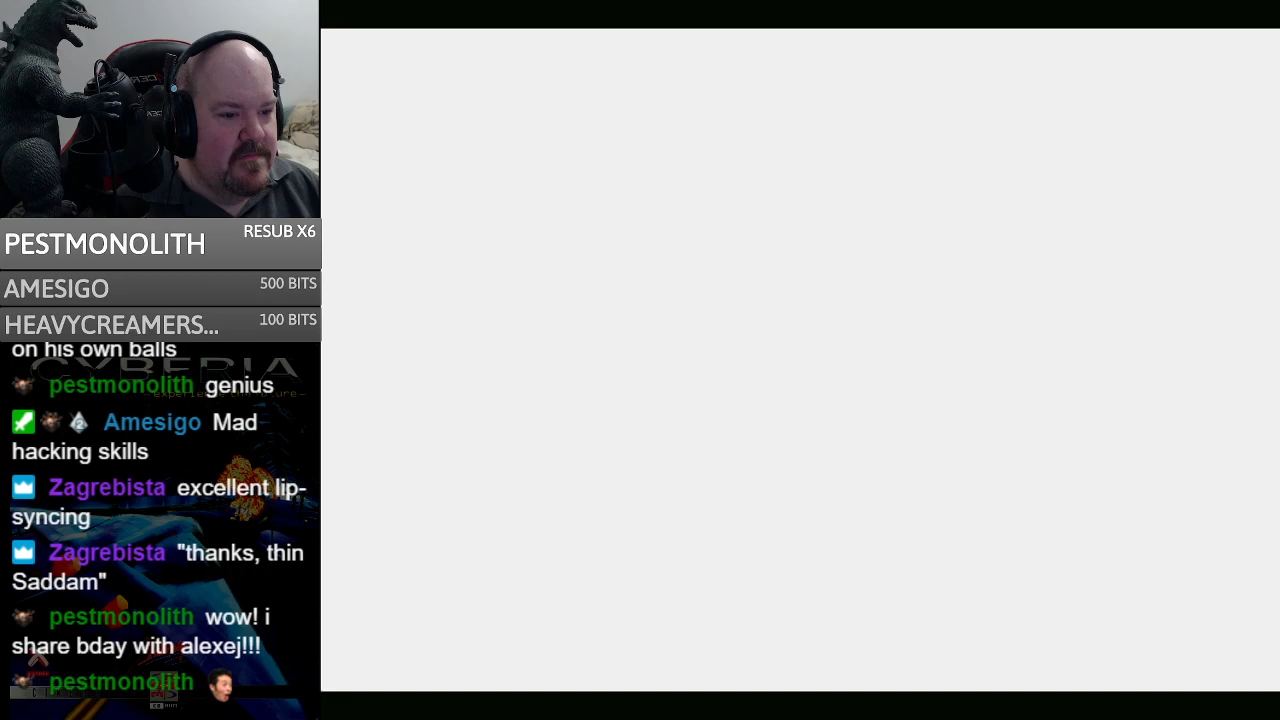 PESTMONOLITH
RESUB X6
AMESIGO
500 BITS
HEAVYCREAMERS...
100 BITS
on his own balls
CYBERIA
pestmonolith genius
Amesigo Mad
hacking skills
Zagrebista excellent lip-
syncing
Zagrebista "thanks, thin
Saddam"
pestmonolith wow! i
share bday with alexej!!!
pestmonolith